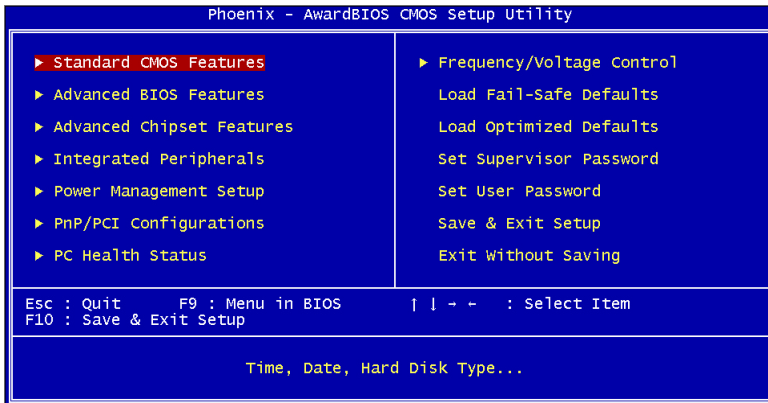 Phoenix - AwardBIOS CMOS Setup Utility
▶ Standard CMOS Features
▶ Advanced BIOS Features
▶ Advanced Chipset Features
▶ Integrated Peripherals
▶ Power Management Setup
▶ PnP/PCI Configurations
▶ PC Health Status
▶ Frequency/Voltage Control
Load Fail-Safe Defaults
Load Optimized Defaults
Set Supervisor Password
Set User Password
Save & Exit Setup
Exit Without Saving
Esc : Quit F9 : Menu in BIOS ↑ ↓ → ← : Select Item
F10 : Save & Exit Setup
Time, Date, Hard Disk Type...